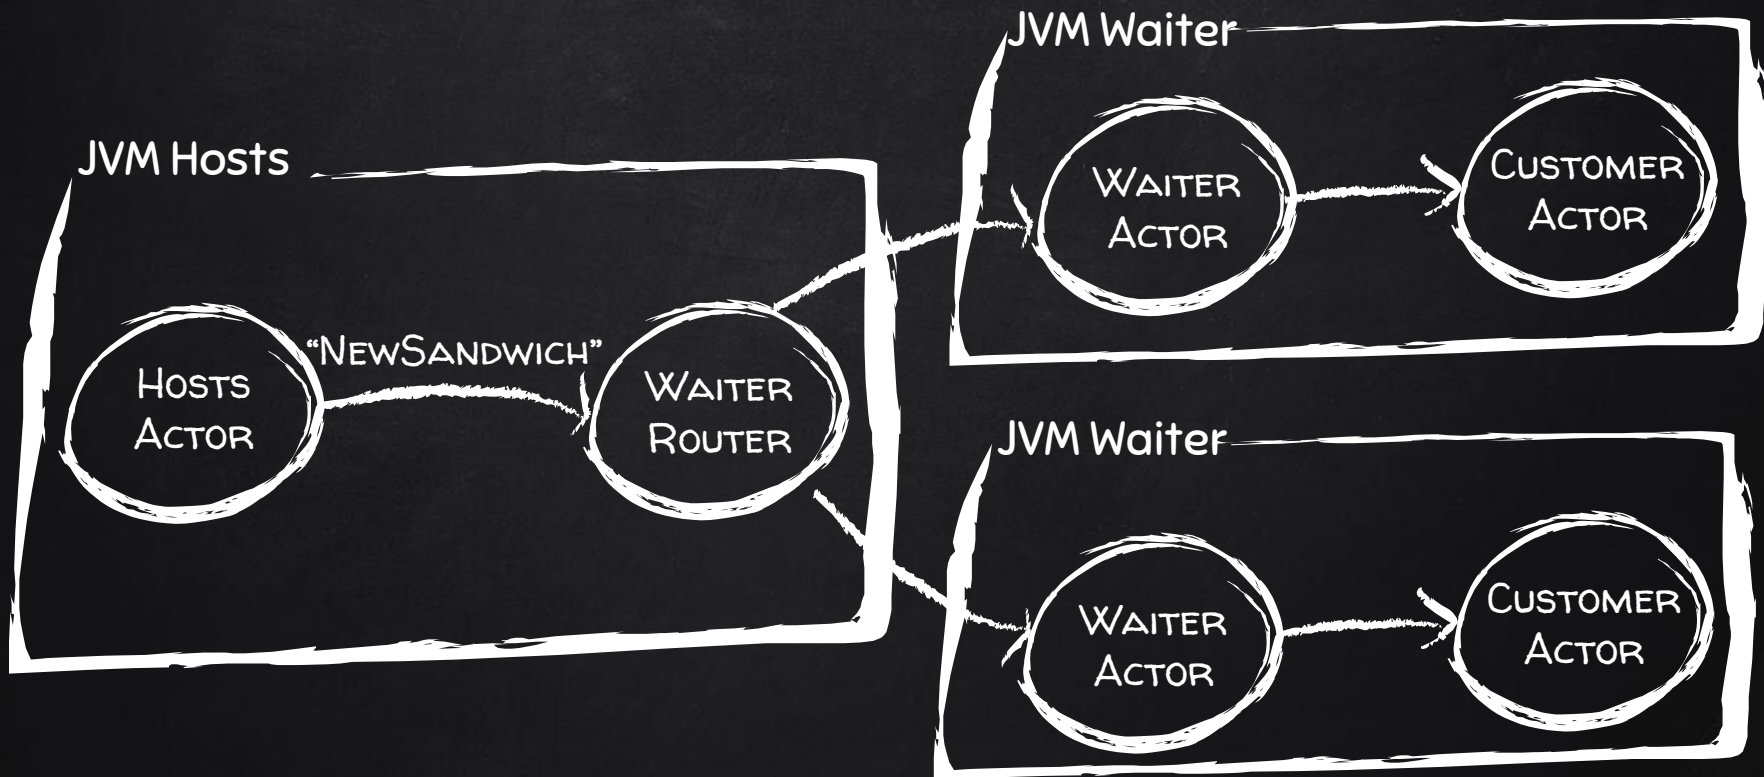 JVM Hosts
Hosts
Actor
“NewSandwich”
Waiter
Router
JVM Waiter
Waiter
Actor
Customer
Actor
JVM Waiter
Waiter
Actor
Customer
Actor